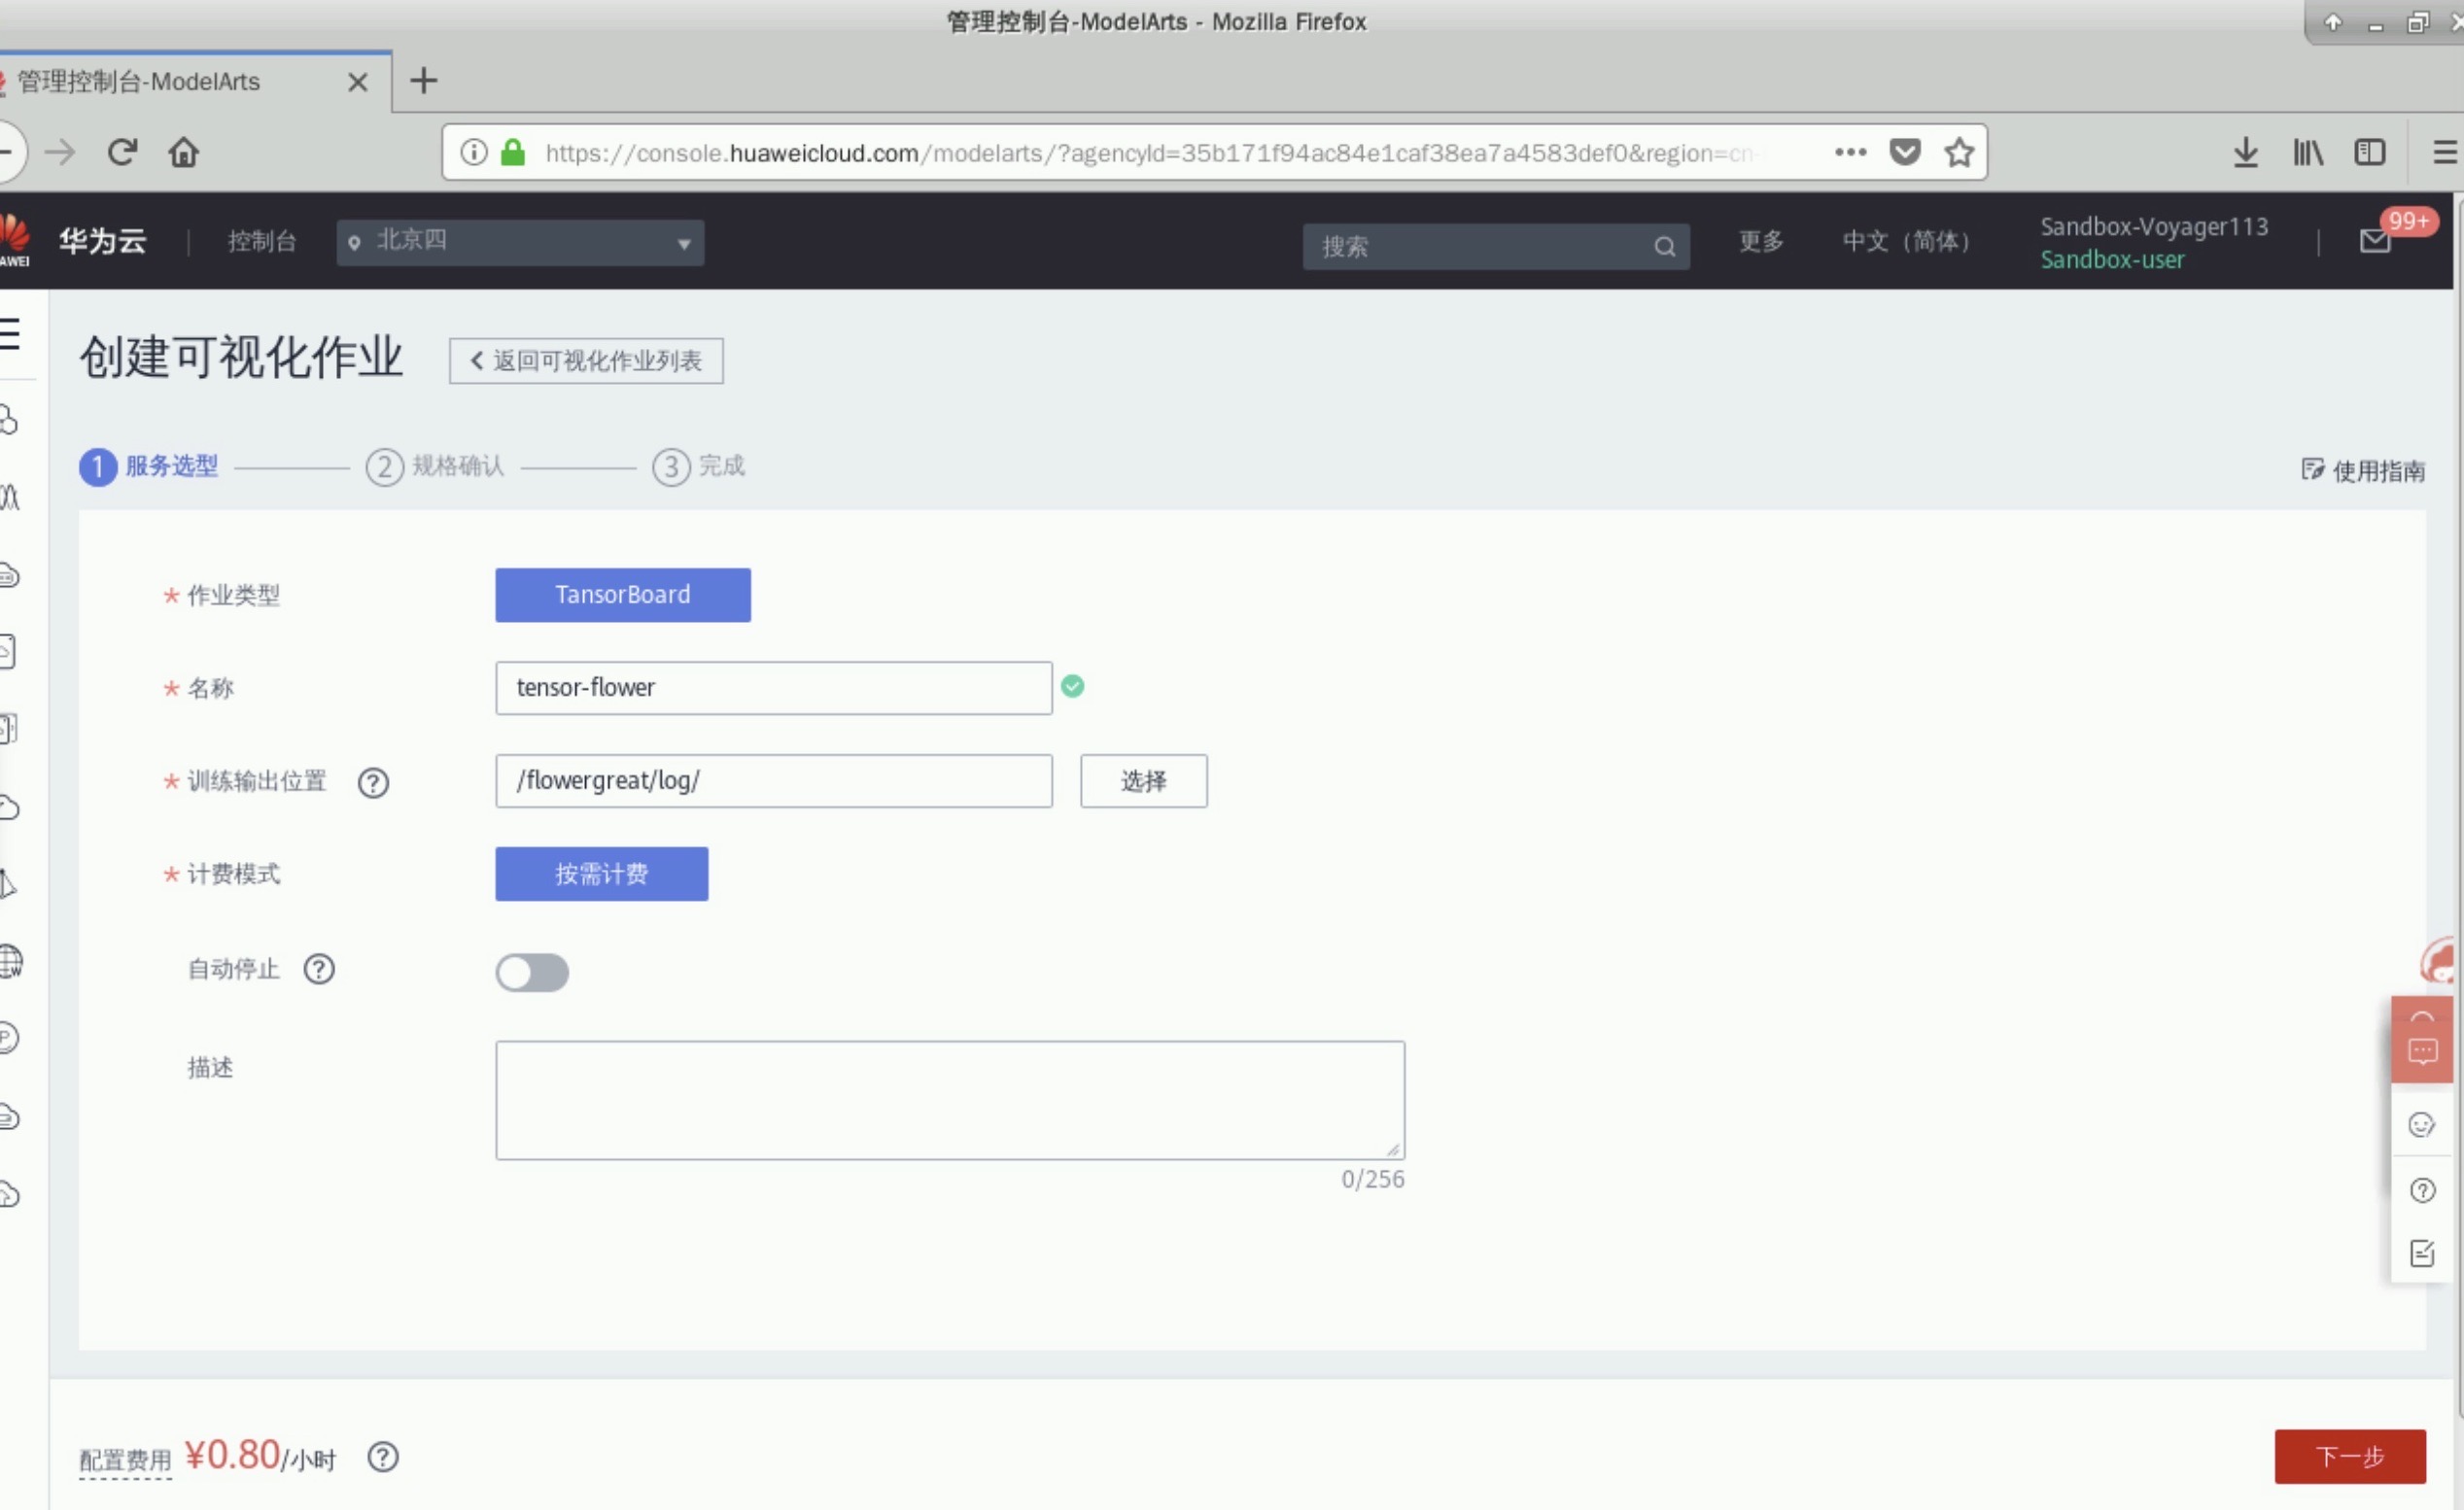 管理控制台-ModelArts - Mozilla Firefox
管理控制台-ModelArts
https://console.huaweicloud.com/modelarts/?agencyId=35b171f94ac84e1caf38ea7a4583def0&region=cn-
AWEI
华为云
控制台
北京四
搜索
更多
中文（简体）
Sandbox-Voyager113
Sandbox-user
99+
创建可视化作业
返回可视化作业列表
1 服务选型
2 规格确认
3 完成
使用指南
* 作业类型
TansorBoard
* 名称
tensor-flower
* 训练输出位置
/flowergreat/log/
选择
* 计费模式
按需计费
自动停止
描述
0/256
配置费用 ¥0.80/小时
下一步